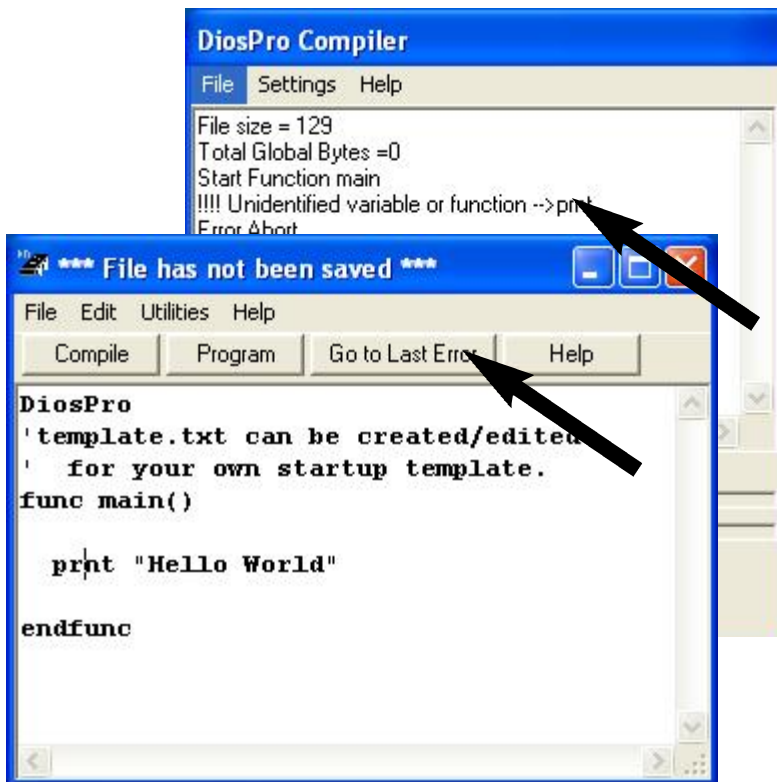 DiosPro Compiler
File Settings Help
File size = 129
Total Global Bytes =0
Start Function main
!!!! Unidentified variable or function -->prnt
Error Abort
*** File has not been saved ***
File Edit Utilities Help
Compile Program Go to Last Error Help
DiosPro
'template.txt can be created/edited
' for your own startup template.
func main()
prnt "Hello World"
endfunc